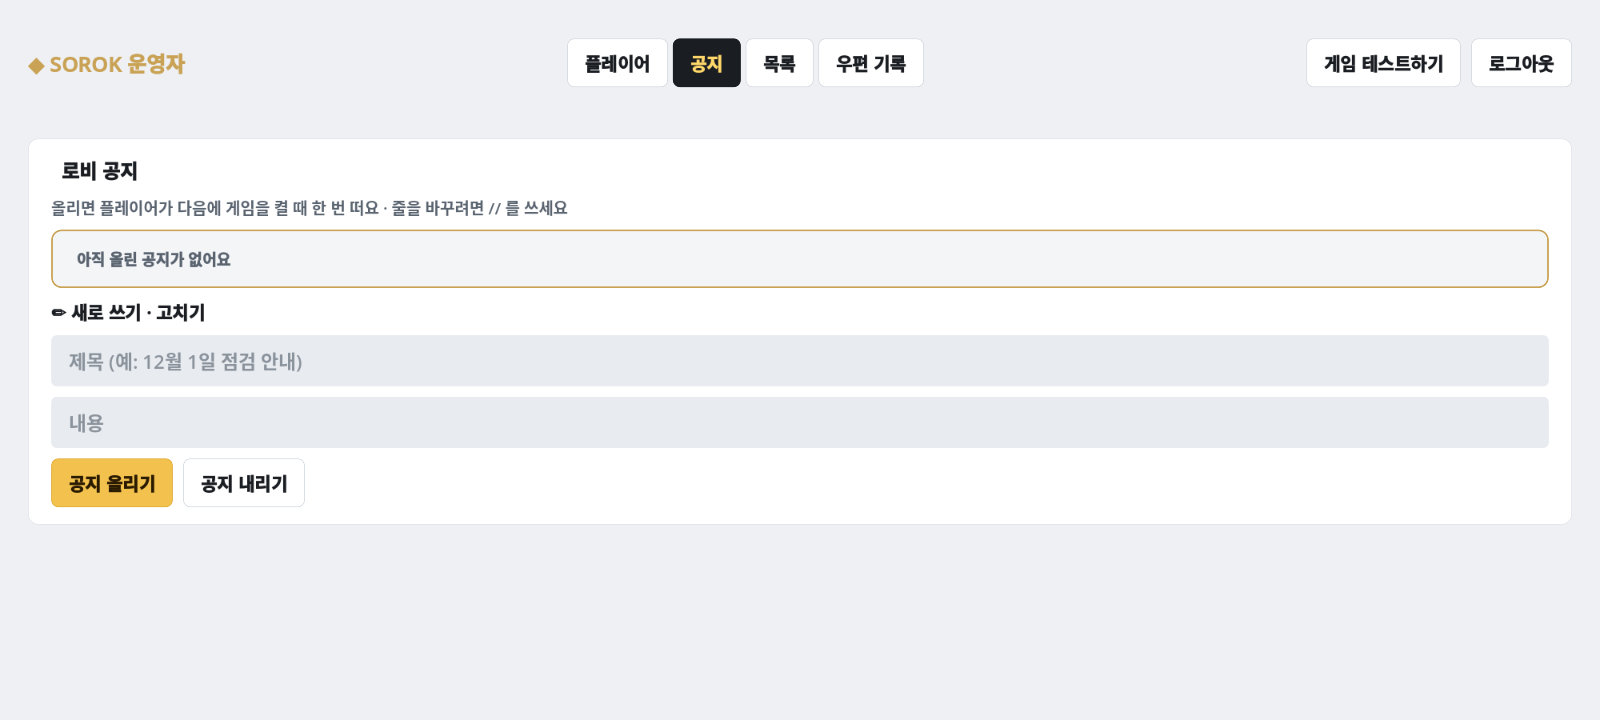 ◆ SOROK 운영자
플레이어 공지 목록 우편 기록
게임 테스트하기 로그아웃
로비 공지
올리면 플레이어가 다음에 게임을 켤 때 한 번 떠요 · 줄을 바꾸려면 // 를 쓰세요
아직 올린 공지가 없어요
✏ 새로 쓰기 · 고치기
제목 (예: 12월 1일 점검 안내)
내용
공지 올리기 공지 내리기